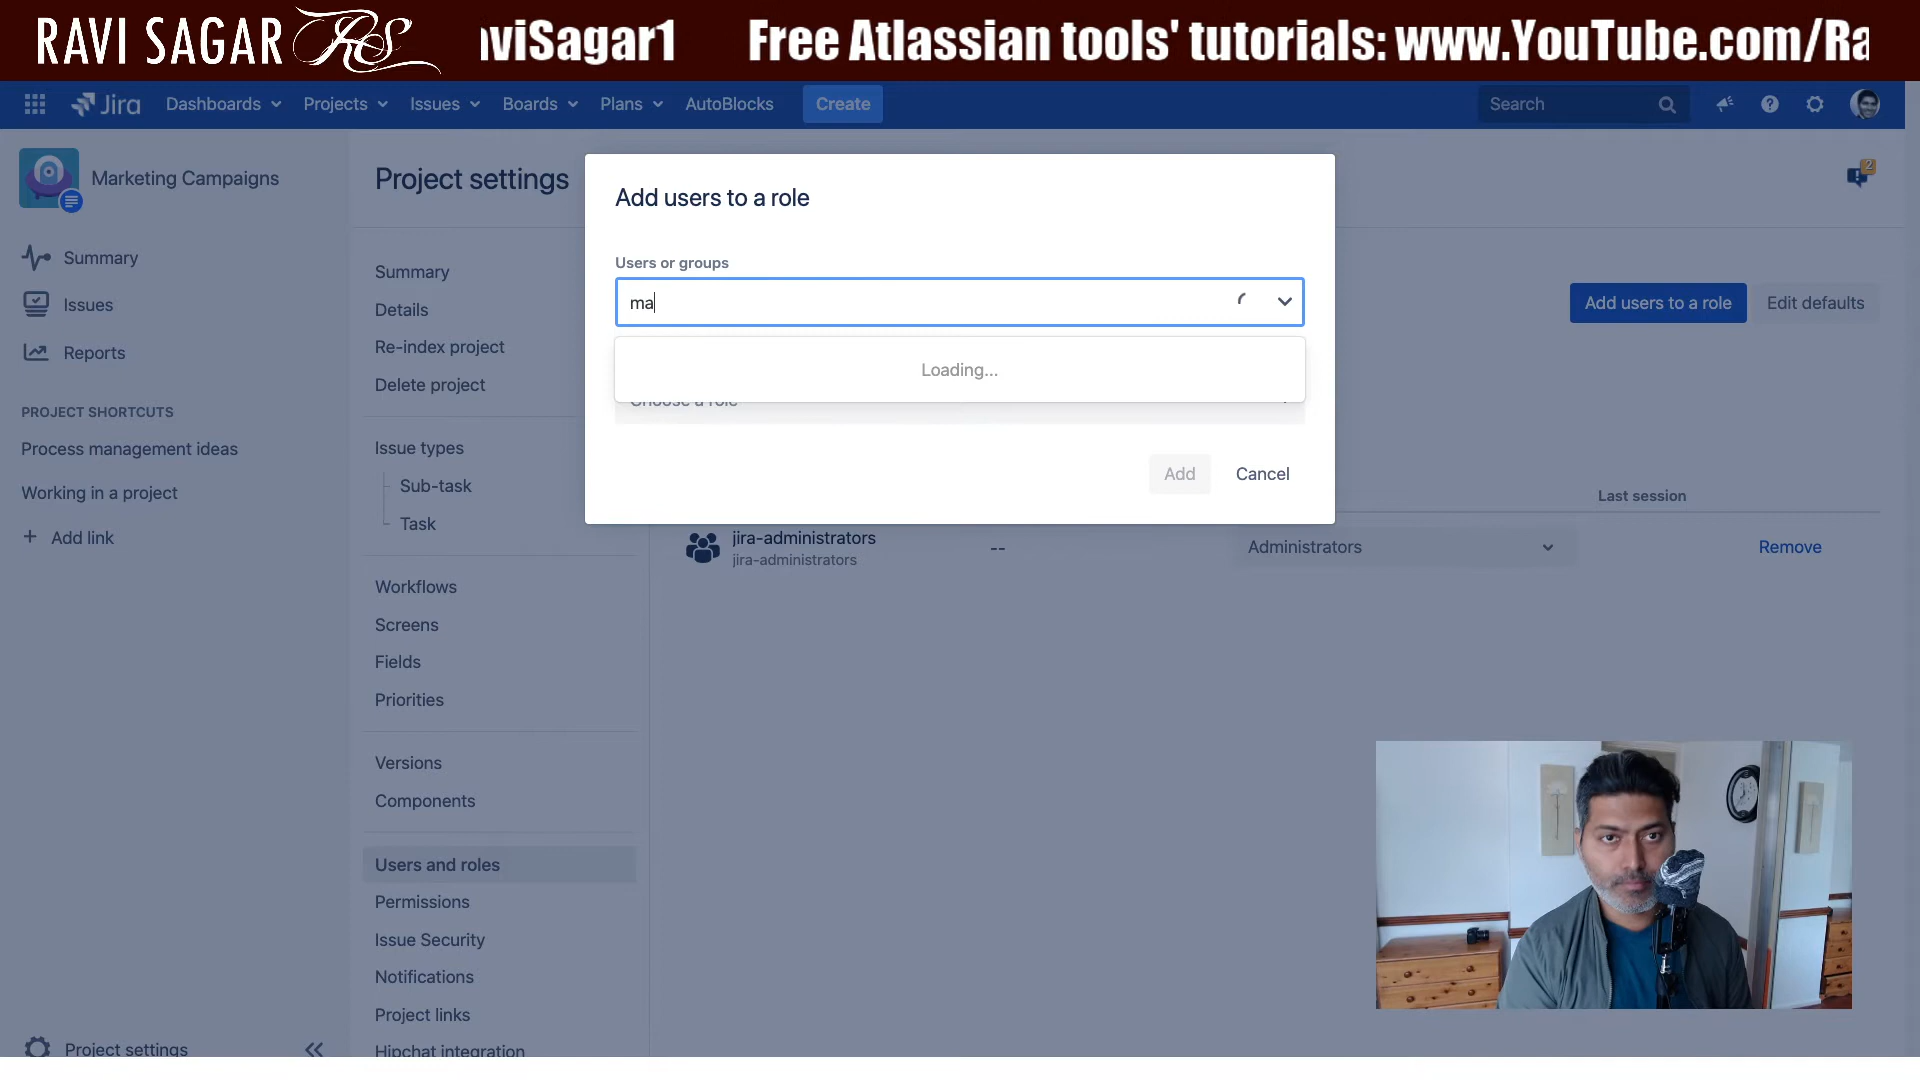 RAVI SAGAR RS
viSagar1 Free Atlassian tools' tutorials: www.YouTube.com/Ra
Jira Dashboards Projects Issues Boards Plans AutoBlocks Create Search
Marketing Campaigns
Summary
Issues
Reports
PROJECT SHORTCUTS
Process management ideas
Working in a project
+ Add link
Project settings
Project settings
Summary
Details
Re-index project
Delete project
Issue types
Sub-task
Task
Workflows
Screens
Fields
Priorities
Versions
Components
Users and roles
Permissions
Issue Security
Notifications
Project links
Hipchat integration
Add users to a role
Users or groups
ma
Loading...
Choose a role
Add Cancel
2
Add users to a role Edit defaults
Last session
jira-administrators
jira-administrators
--
Administrators
Remove